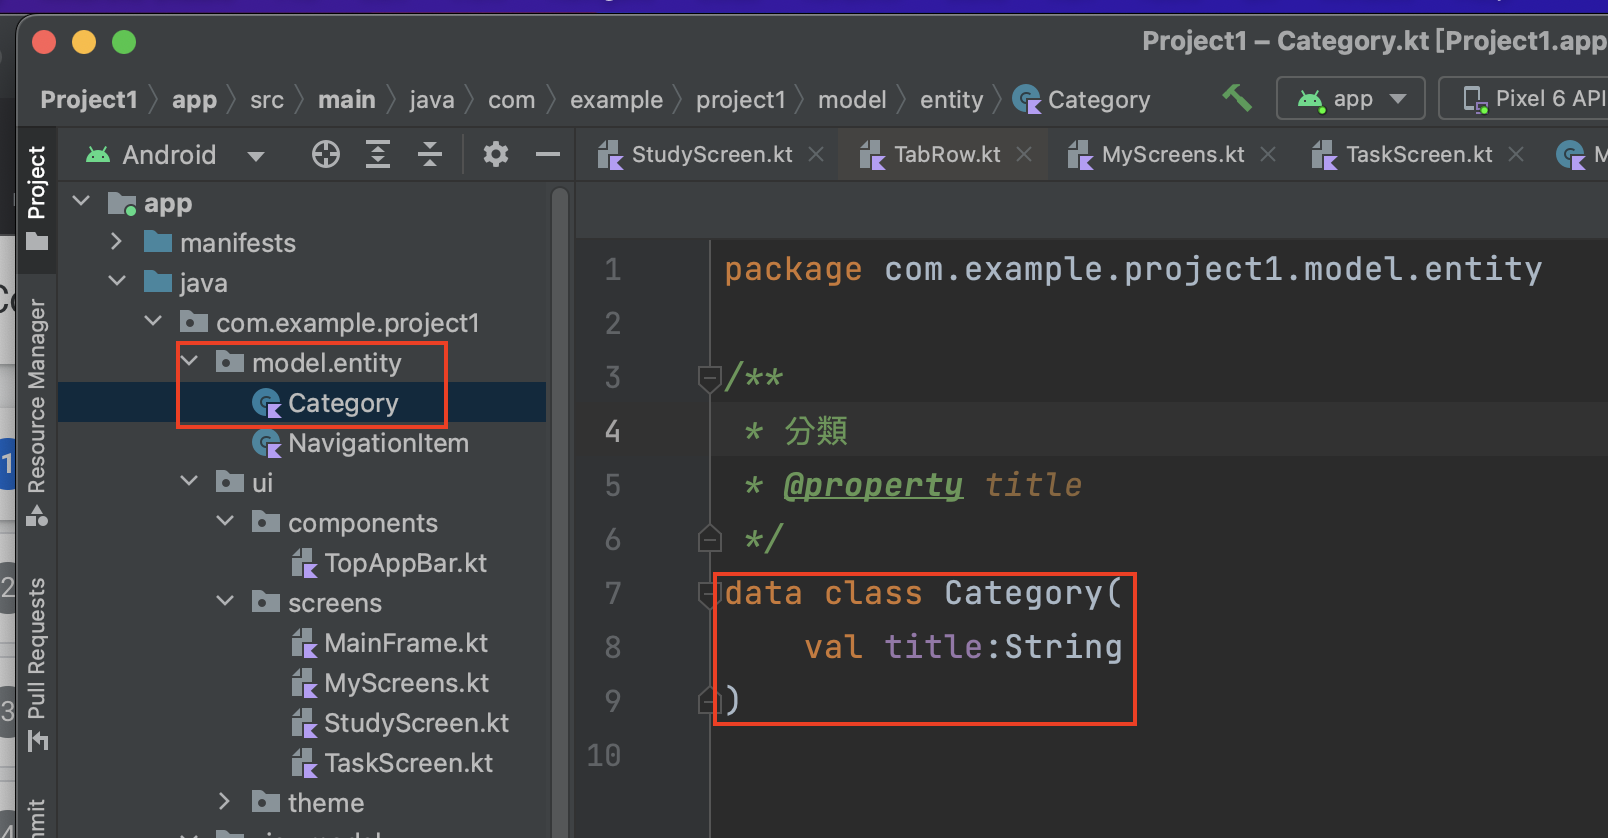 Project1 – Category.kt [Project1.app
Project1 app src main java com example project1 model entity Category app Pixel 6 API
Project
Resource Manager
Pull Requests
Android
StudyScreen.kt TabRow.kt MyScreens.kt TaskScreen.kt
app
manifests
java
com.example.project1
model.entity
Category
NavigationItem
ui
components
TopAppBar.kt
screens
MainFrame.kt
MyScreens.kt
StudyScreen.kt
TaskScreen.kt
theme
1 package com.example.project1.model.entity
2
3 /**
4 * 分類
5 * @property title
6 */
7 data class Category(
8 val title:String
9 )
10